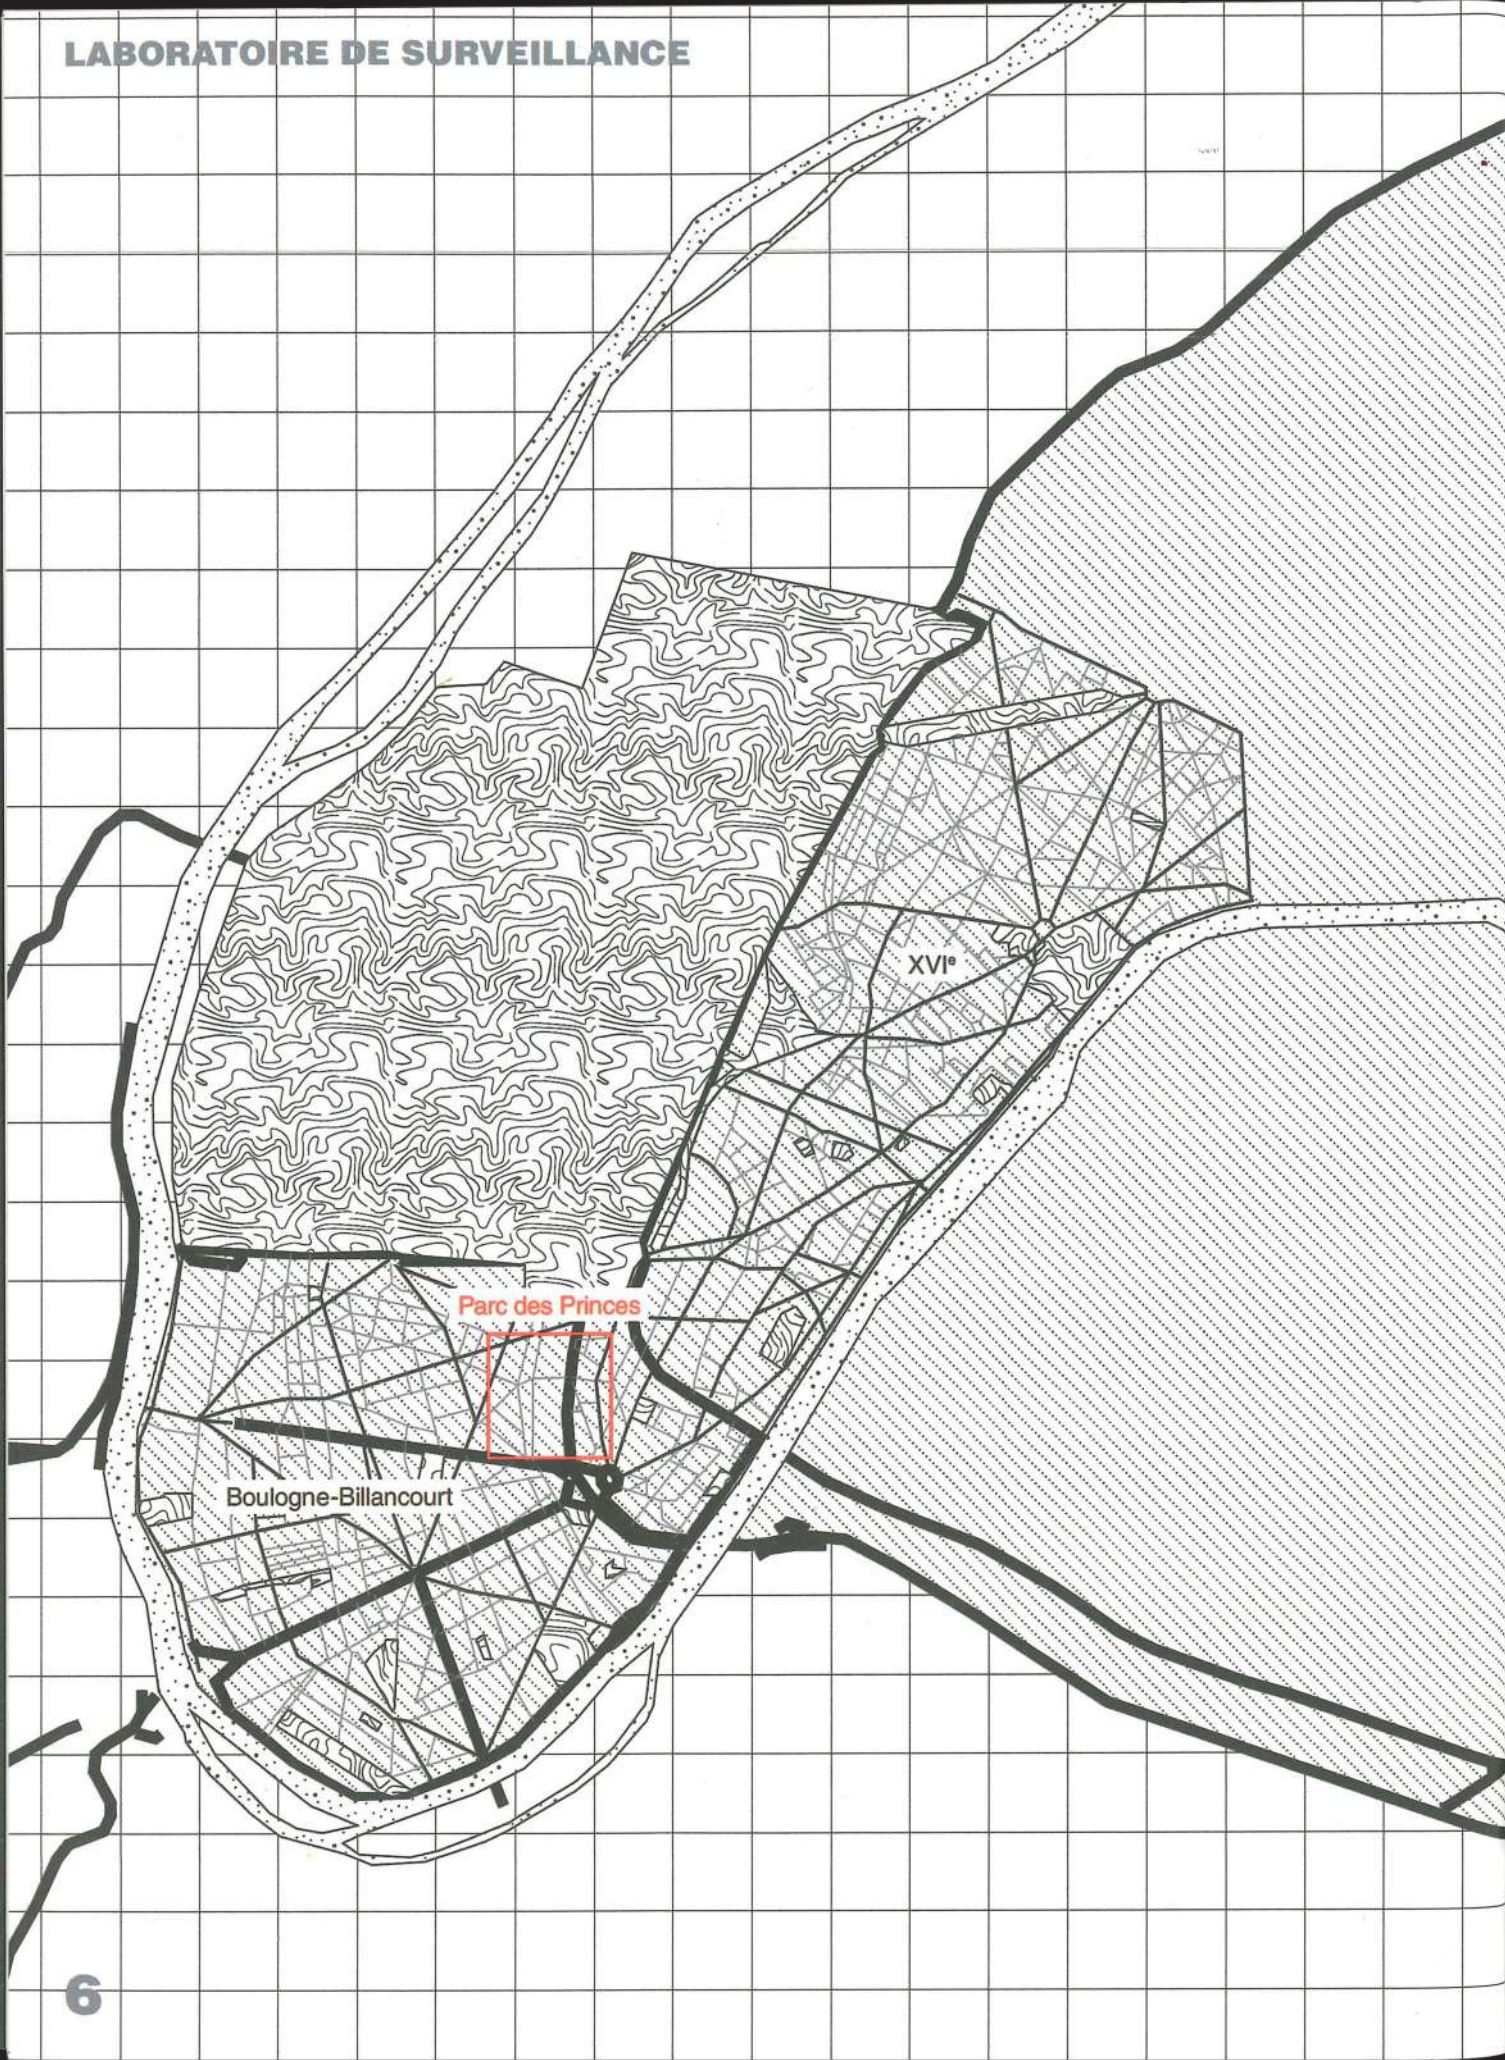 LABORATOIRE DE SURVEILLANCE
XVIᵉ
Parc des Princes
Boulogne-Billancourt
6